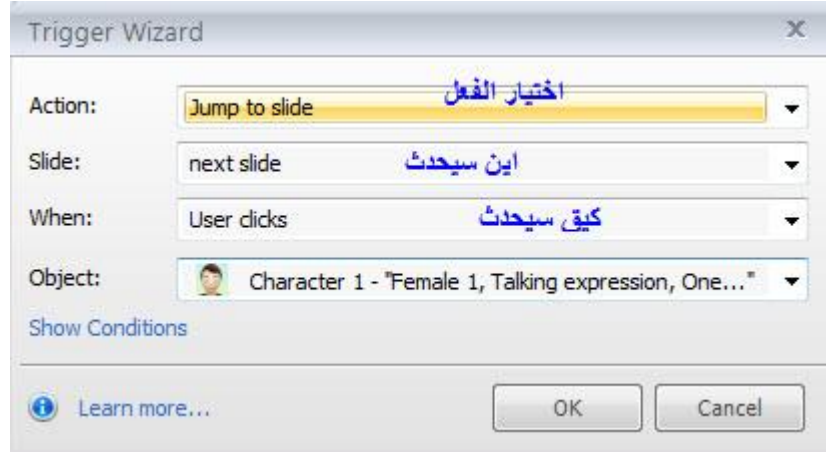 Trigger Wizard
Action: Jump to slide اختيار الفعل
Slide: next slide اين سيحدث
When: User clicks كيق سيحدث
Object: Character 1 - "Female 1, Talking expression, One..."
Show Conditions
Learn more... OK Cancel